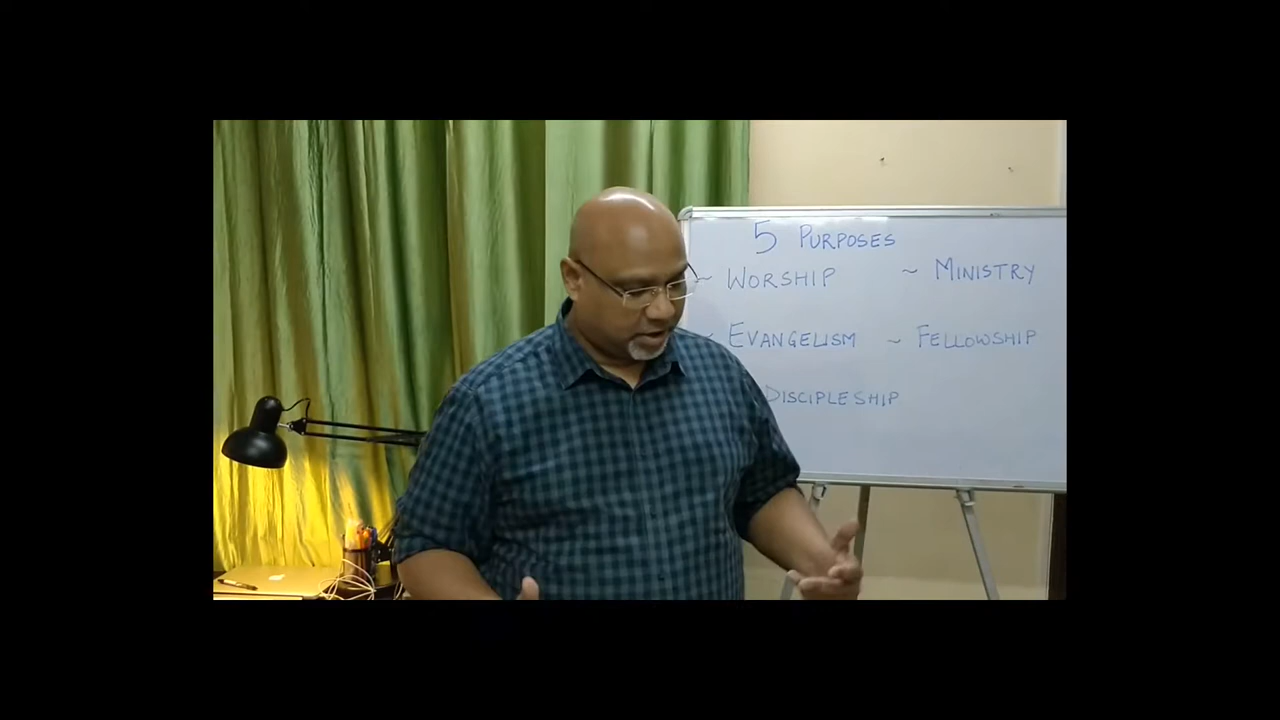 5 PURPOSES
~ WORSHIP ~ MINISTRY
~ EVANGELISM ~ FELLOWSHIP
DISCIPLESHIP